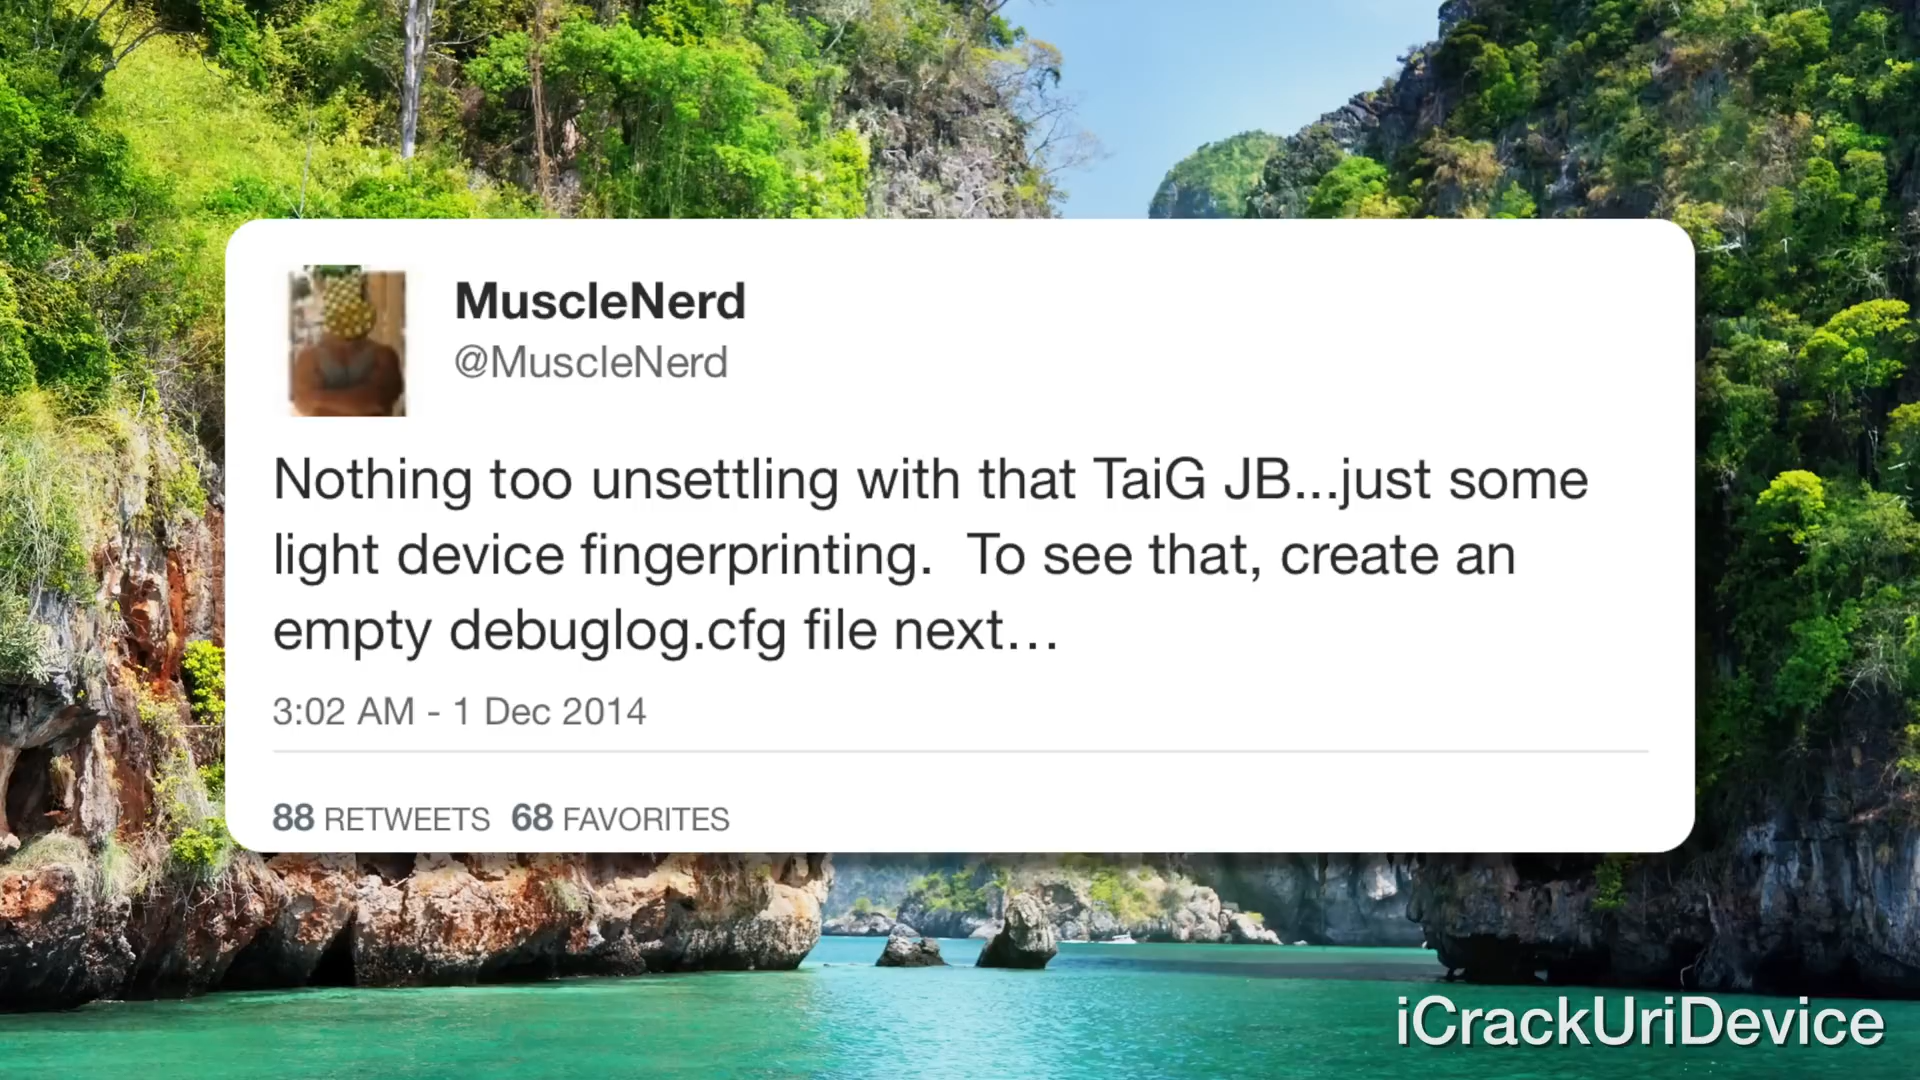 MuscleNerd
@MuscleNerd
Nothing too unsettling with that TaiG JB...just some
light device fingerprinting.  To see that, create an
empty debuglog.cfg file next...
3:02 AM - 1 Dec 2014
88 RETWEETS 68 FAVORITES
iCrackUriDevice